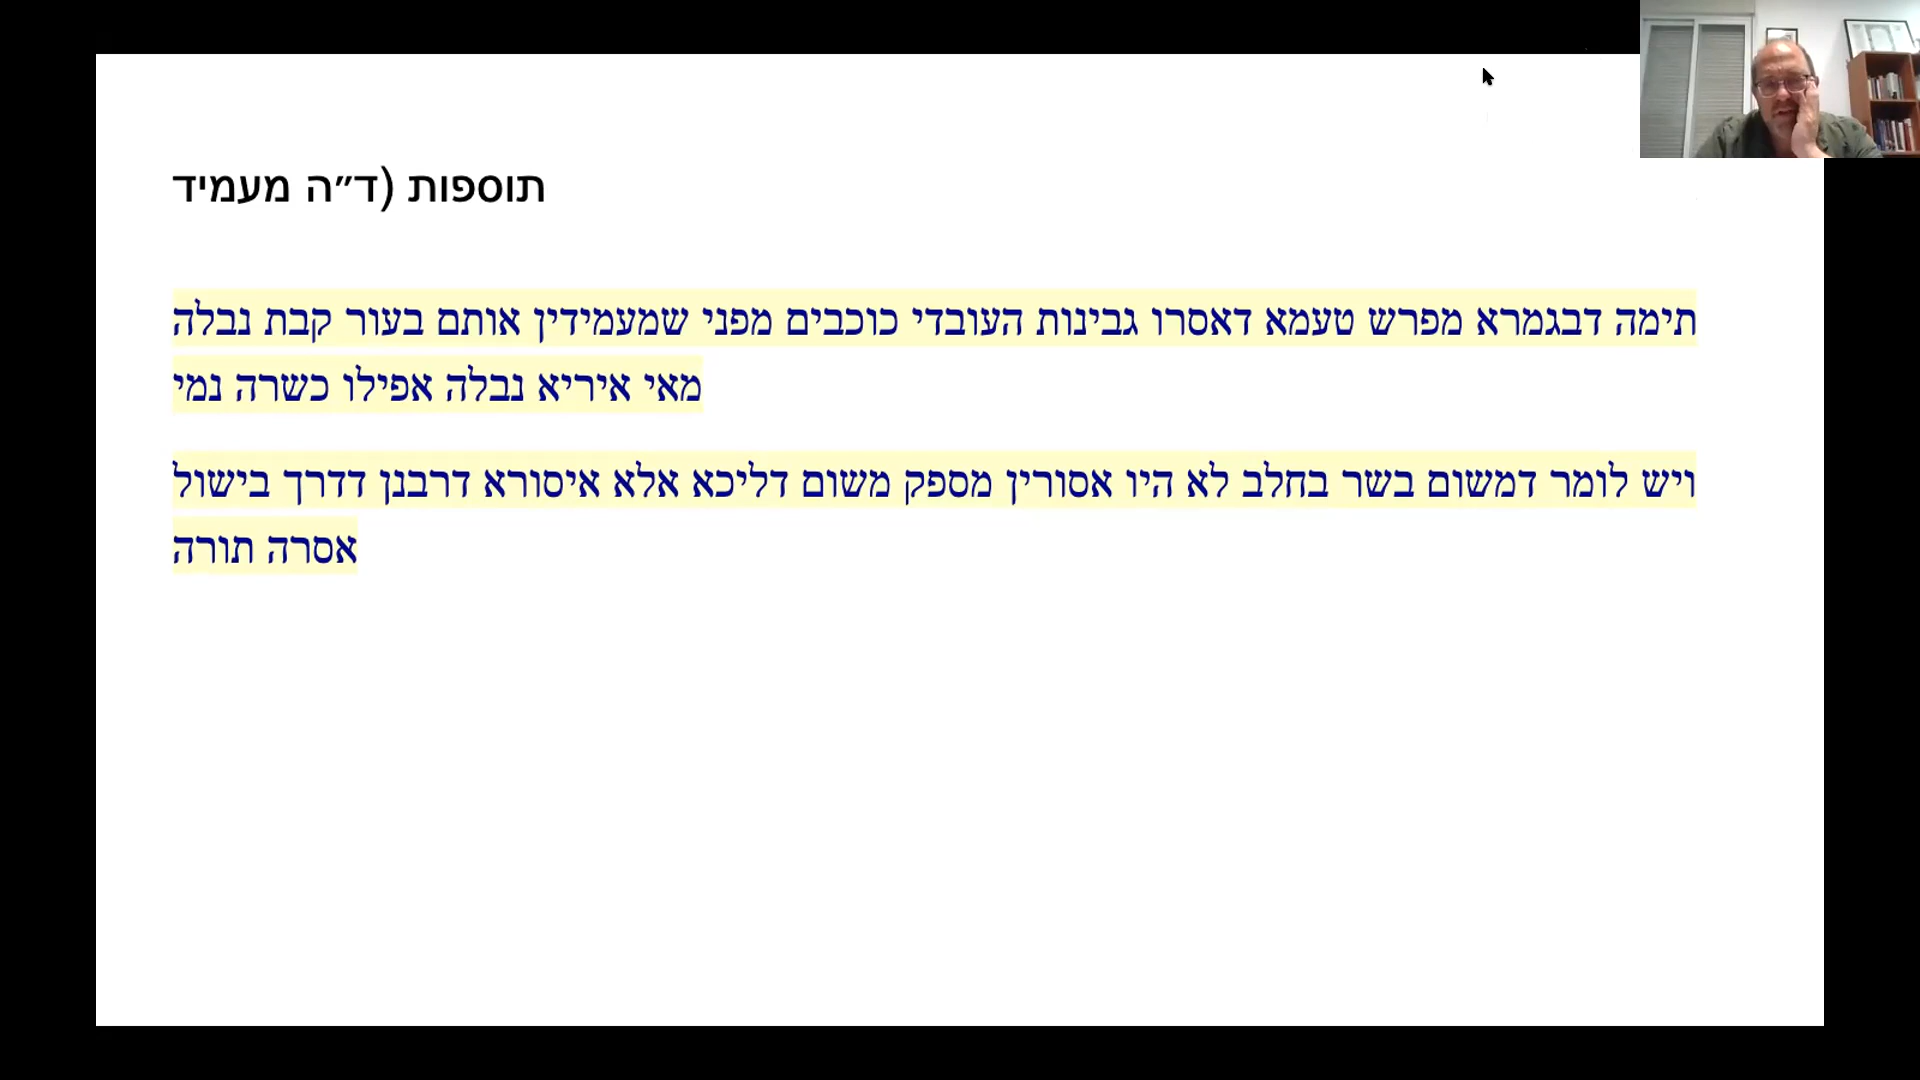 תוספות (ד״ה מעמיד
תימה דבגמרא מפרש טעמא דאסרו גבינות העובדי כוכבים מפני שמעמידין אותם בעור קבת נבלה
מאי איריא נבלה אפילו כשרה נמי
ויש לומר דמשום בשר בחלב לא היו אסורין מספק משום דליכא אלא איסורא דרבנן דדרך בישול
אסרה תורה